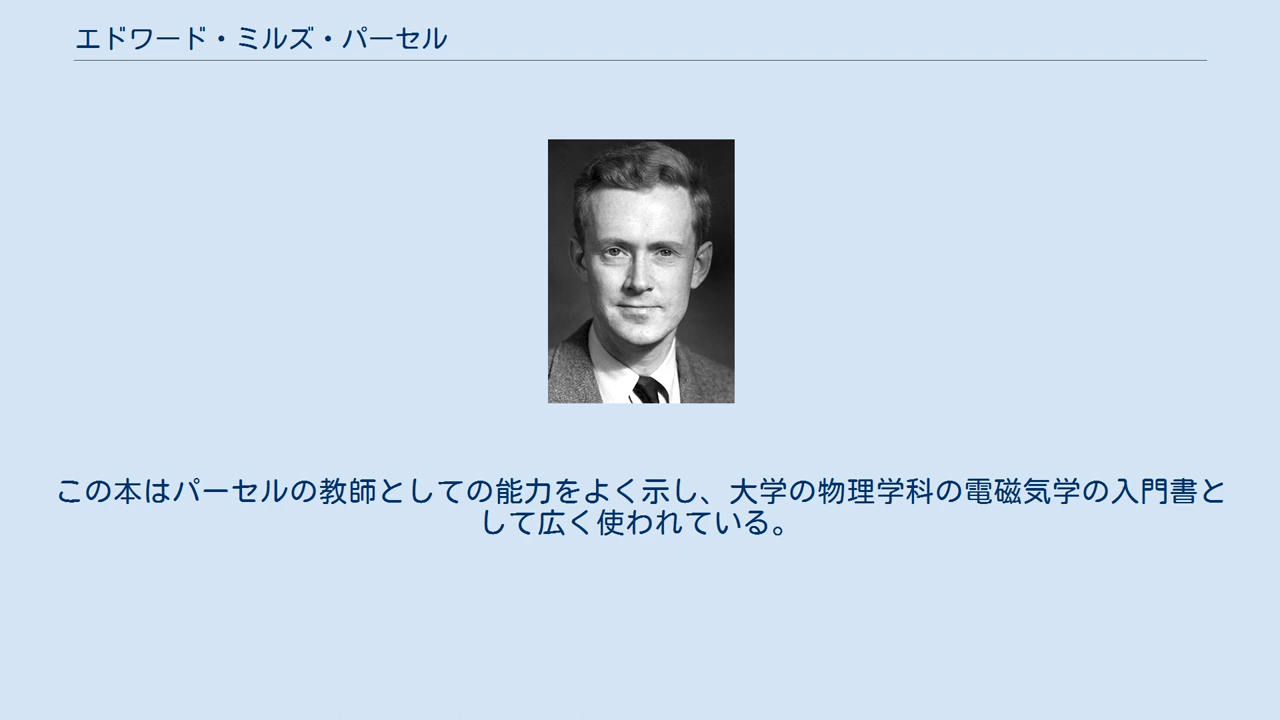 エドワード・ミルズ・パーセル
この本はパーセルの教師としての能力をよく示し、大学の物理学科の電磁気学の入門書と
して広く使われている。